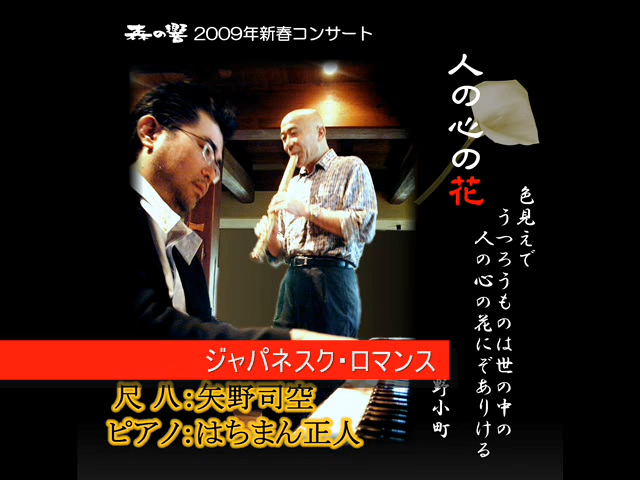 森の響 2009年新春コンサート
人の心の花
色見えで
うつろうものは世の中の
人の心の花にぞありける
野小町
ジャパネスク・ロマンス
尺八:矢野司空
ピアノ:はちまん正人